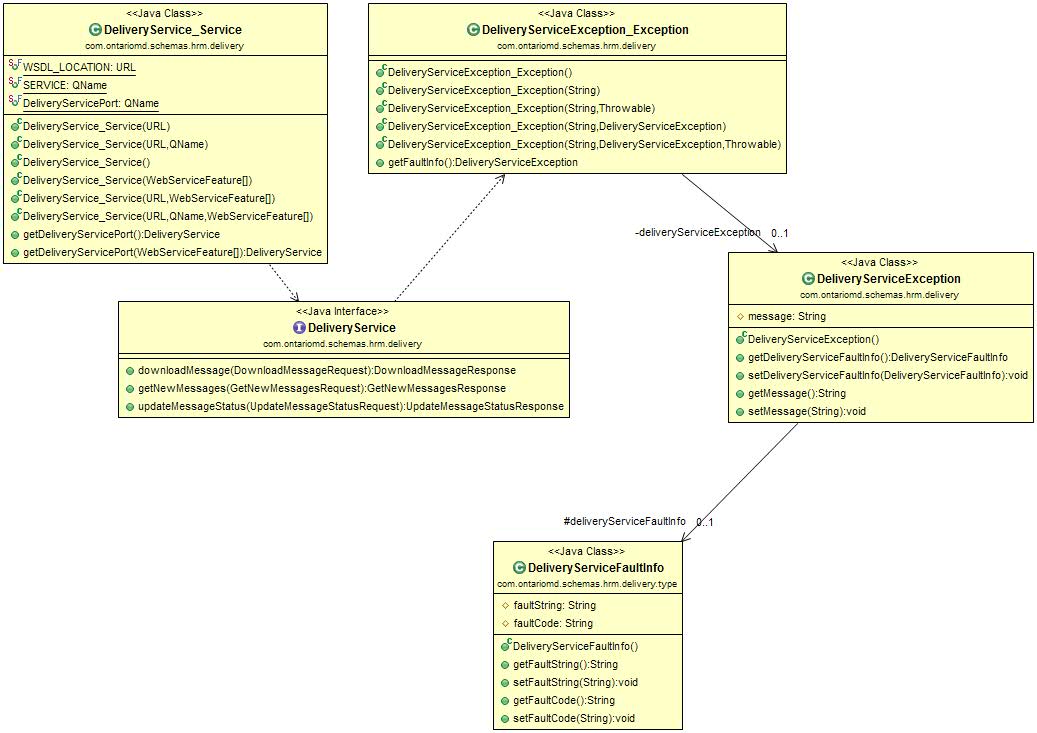 <<Java Class>>
DeliveryService_Service
com.ontariomd.schemas.hrm.delivery
WSDL_LOCATION: URL
SERVICE: QName
DeliveryServicePort: QName
DeliveryService_Service(URL)
DeliveryService_Service(URL,QName)
DeliveryService_Service()
DeliveryService_Service(WebServiceFeature[])
DeliveryService_Service(URL,WebServiceFeature[])
DeliveryService_Service(URL,QName,WebServiceFeature[])
getDeliveryServicePort():DeliveryService
getDeliveryServicePort(WebServiceFeature[]):DeliveryService
<<Java Class>>
DeliveryServiceException_Exception
com.ontariomd.schemas.hrm.delivery
DeliveryServiceException_Exception()
DeliveryServiceException_Exception(String)
DeliveryServiceException_Exception(String,Throwable)
DeliveryServiceException_Exception(String,DeliveryServiceException)
DeliveryServiceException_Exception(String,DeliveryServiceException,Throwable)
getFaultInfo():DeliveryServiceException
-deliveryServiceException 0..1
<<Java Interface>>
DeliveryService
com.ontariomd.schemas.hrm.delivery
downloadMessage(DownloadMessageRequest):DownloadMessageResponse
getNewMessages(GetNewMessagesRequest):GetNewMessagesResponse
updateMessageStatus(UpdateMessageStatusRequest):UpdateMessageStatusResponse
<<Java Class>>
DeliveryServiceException
com.ontariomd.schemas.hrm.delivery
message: String
DeliveryServiceException()
getDeliveryServiceFaultInfo():DeliveryServiceFaultInfo
setDeliveryServiceFaultInfo(DeliveryServiceFaultInfo):void
getMessage():String
setMessage(String):void
#deliveryServiceFaultInfo 0..1
<<Java Class>>
DeliveryServiceFaultInfo
com.ontariomd.schemas.hrm.delivery.type
faultString: String
faultCode: String
DeliveryServiceFaultInfo()
getFaultString():String
setFaultString(String):void
getFaultCode():String
setFaultCode(String):void